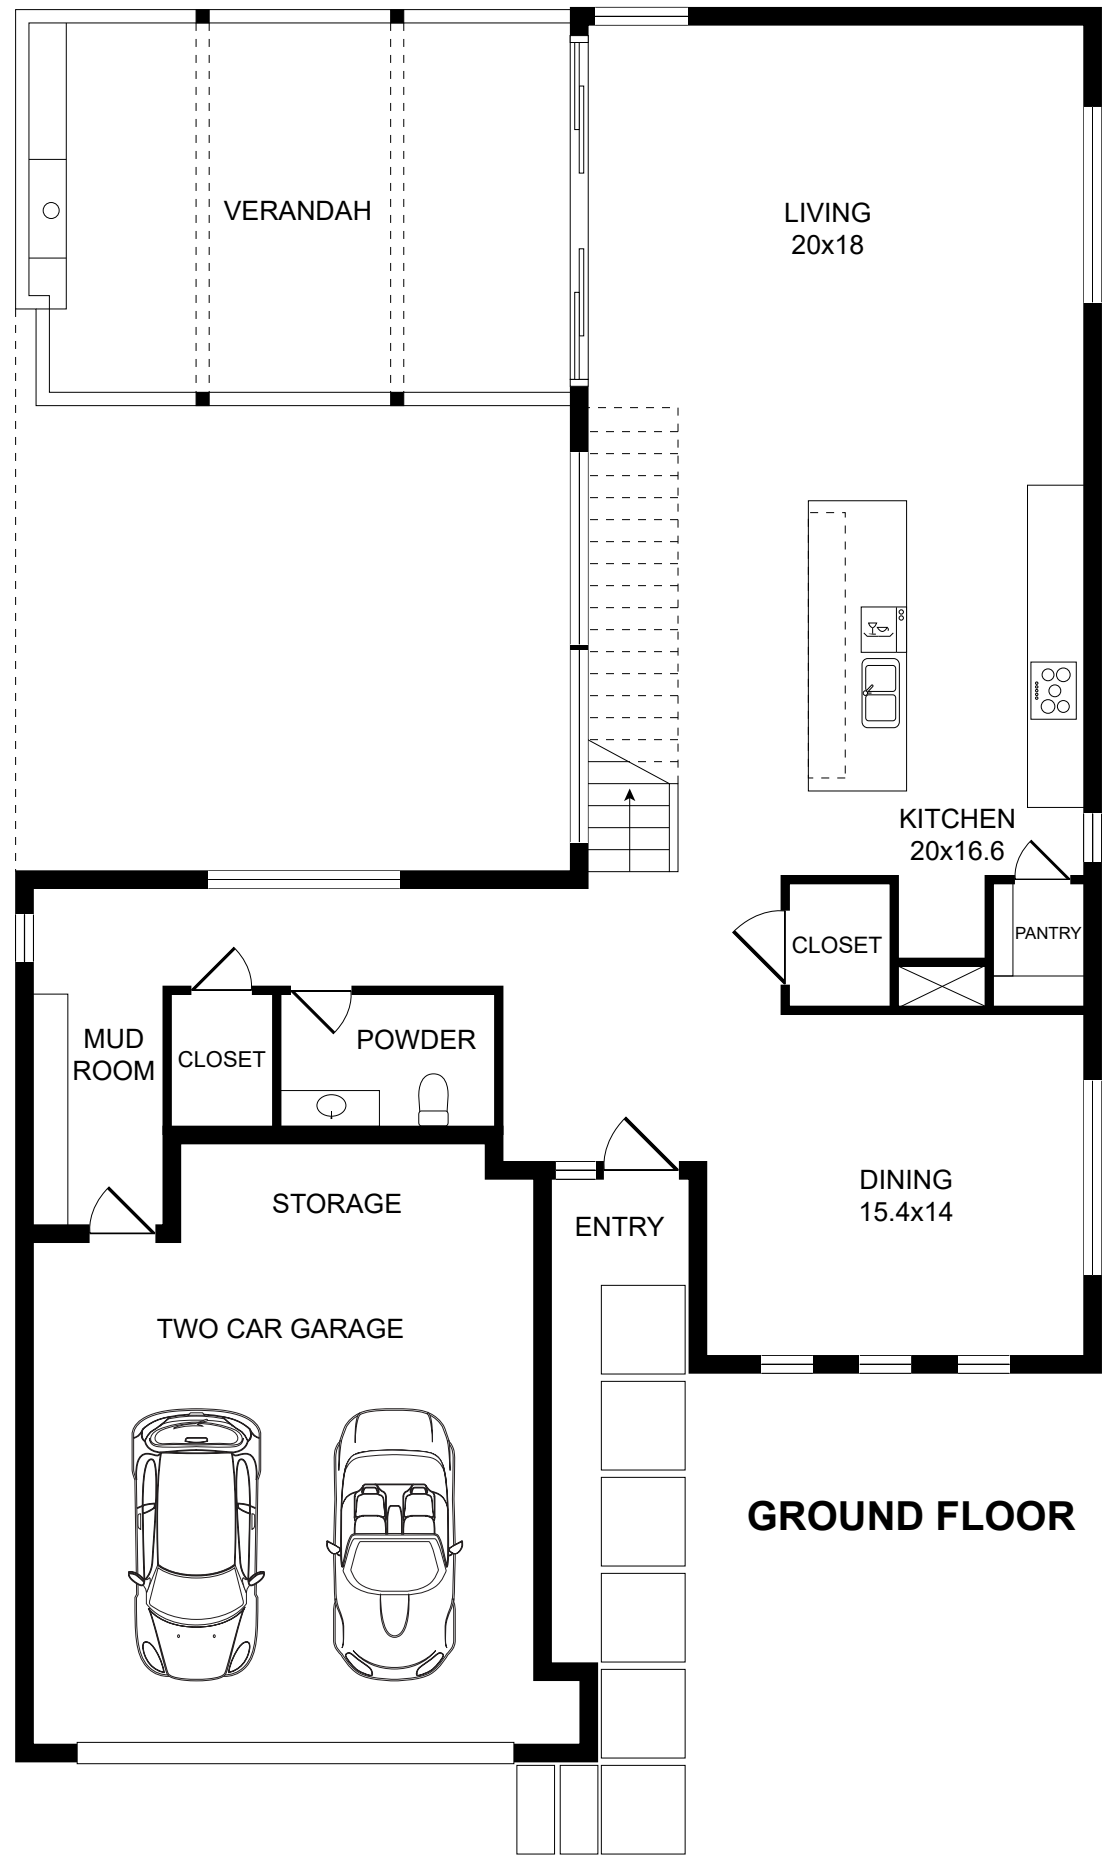 VERANDAH
LIVING
20x18
KITCHEN
20x16.6
CLOSET
PANTRY
MUD
ROOM
CLOSET
POWDER
STORAGE
ENTRY
DINING
15.4x14
TWO CAR GARAGE
GROUND FLOOR